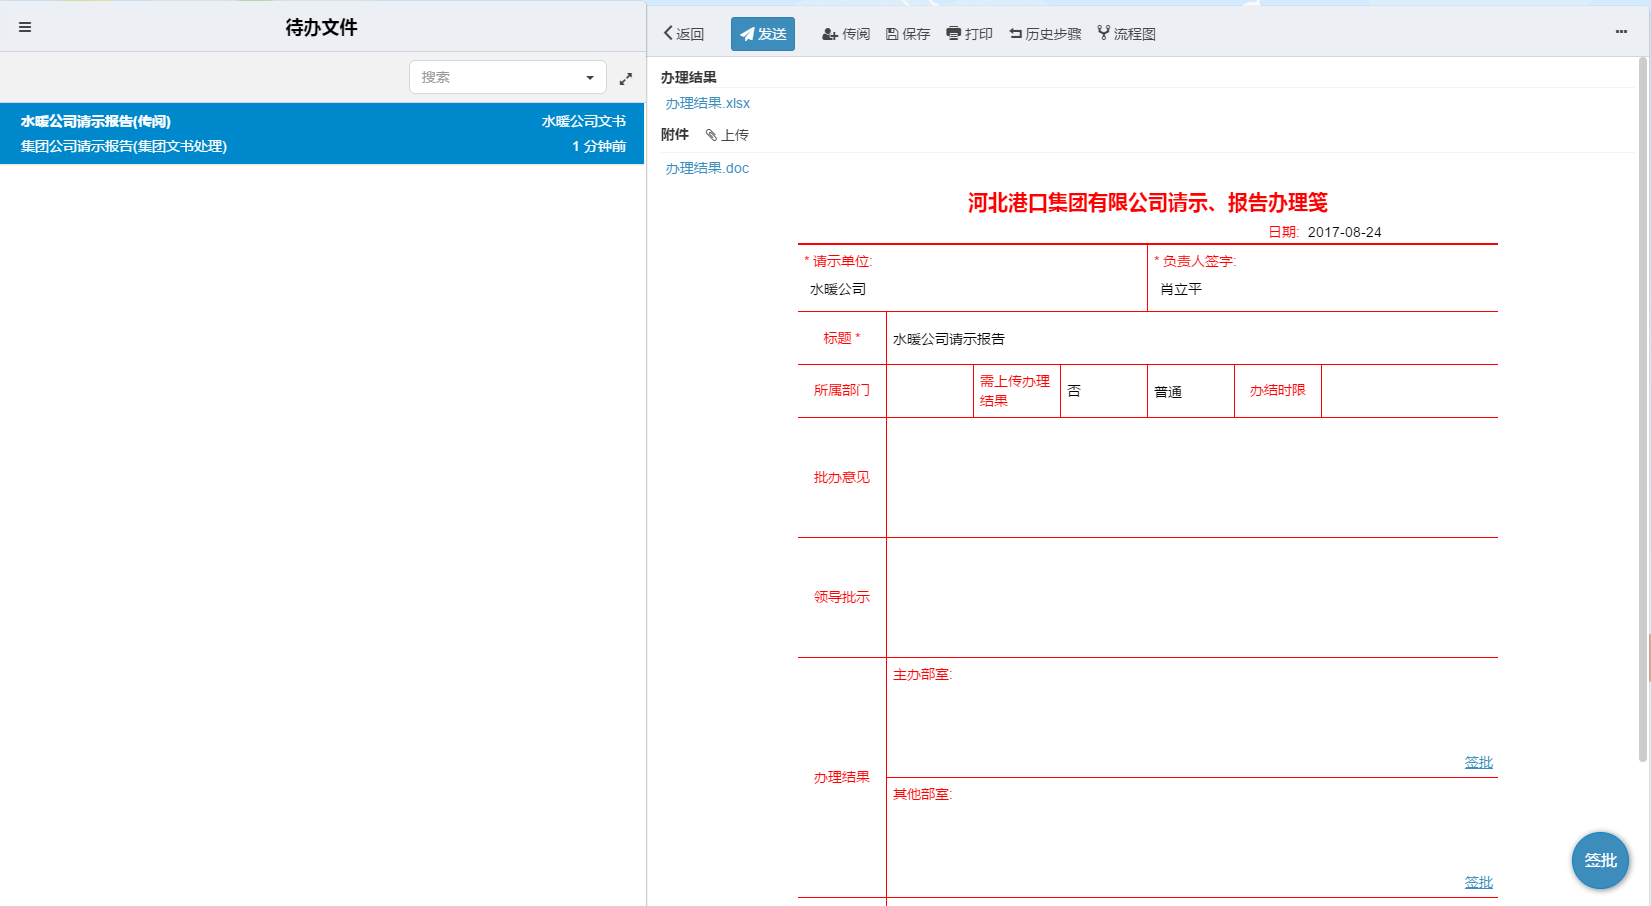 待办文件
搜索
水暖公司请示报告(传阅) 水暖公司文书
集团公司请示报告(集团文书处理) 1 分钟前
返回 发送 传阅 保存 打印 历史步骤 流程图
办理结果
办理结果.xlsx
附件 上传
办理结果.doc
河北港口集团有限公司请示、报告办理笺
日期: 2017-08-24
* 请示单位: * 负责人签字:
水暖公司 肖立平
标题 * 水暖公司请示报告
所属部门 需上传办理结果 否 普通 办结时限
批办意见
领导批示
主办部室:
签批
办理结果
其他部室:
签批
签批